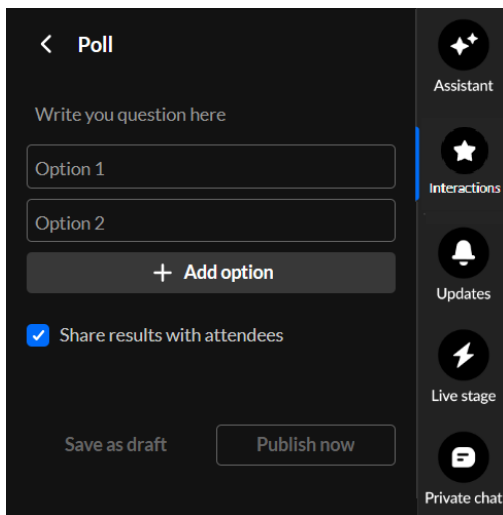 Poll
Write you question here
Option 1
Option 2
+ Add option
Share results with attendees
Save as draft
Publish now
Assistant
Interactions
Updates
Live stage
Private chat